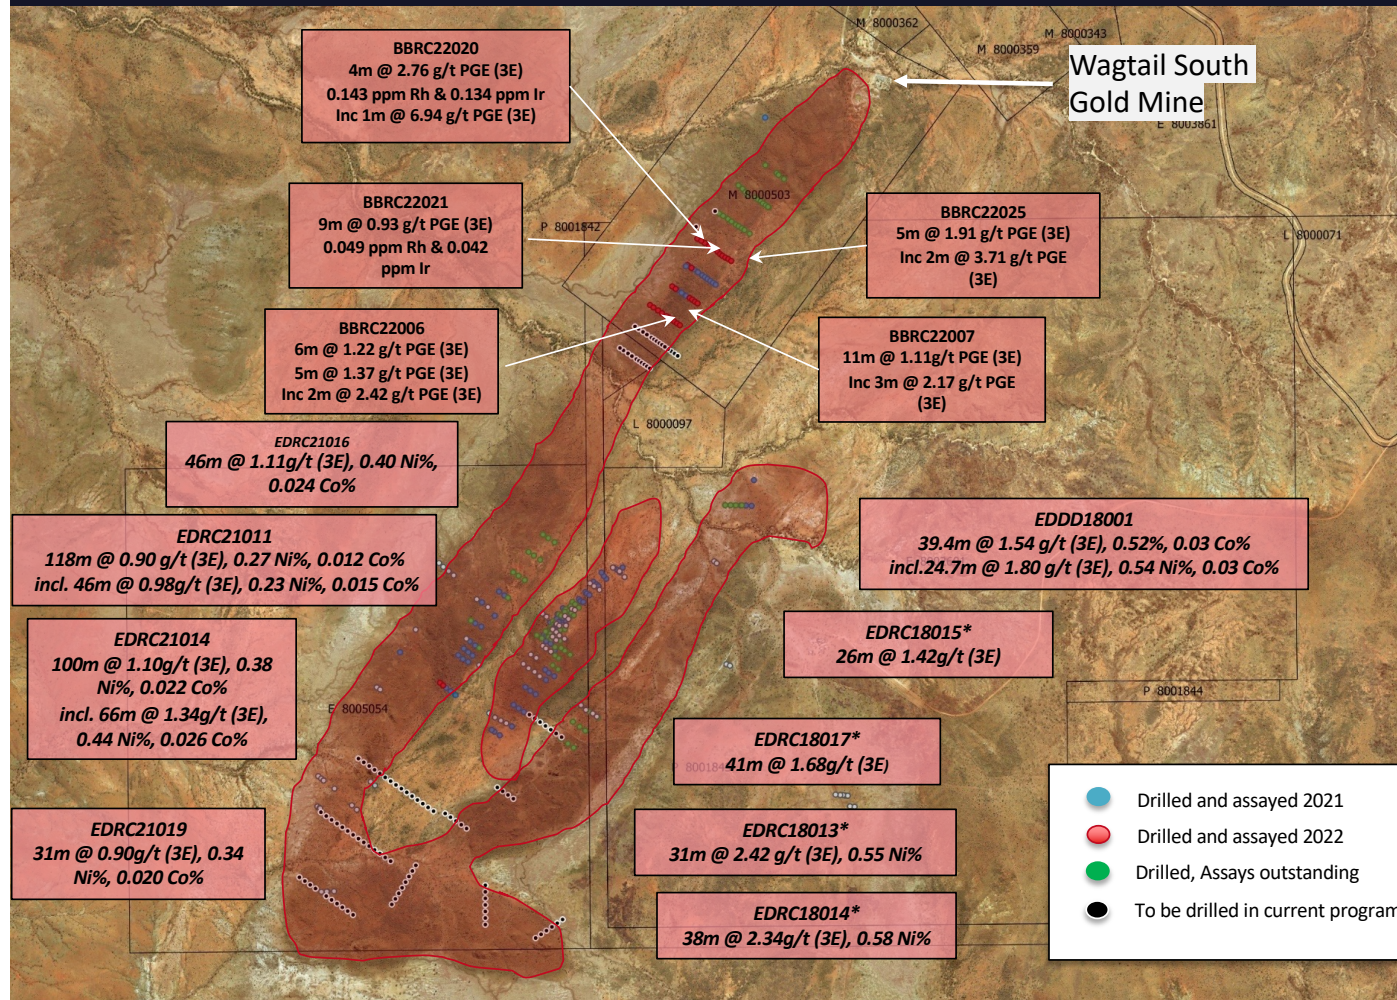 M 8000362
M 8000343
M 8000359
Wagtail South
Gold Mine
E 8003861
BBRC22020
4m @ 2.76 g/t PGE (3E)
0.143 ppm Rh & 0.134 ppm Ir
Inc 1m @ 6.94 g/t PGE (3E)
M 8000503
BBRC22021
9m @ 0.93 g/t PGE (3E)
0.049 ppm Rh & 0.042
ppm Ir
P 8001842
BBRC22025
5m @ 1.91 g/t PGE (3E)
Inc 2m @ 3.71 g/t PGE
(3E)
L 8000071
BBRC22006
6m @ 1.22 g/t PGE (3E)
5m @ 1.37 g/t PGE (3E)
Inc 2m @ 2.42 g/t PGE (3E)
BBRC22007
11m @ 1.11g/t PGE (3E)
Inc 3m @ 2.17 g/t PGE
(3E)
L 8000097
EDRC21016
46m @ 1.11g/t (3E), 0.40 Ni%,
0.024 Co%
EDRC21011
118m @ 0.90 g/t (3E), 0.27 Ni%, 0.012 Co%
incl. 46m @ 0.98g/t (3E), 0.23 Ni%, 0.015 Co%
EDDD18001
39.4m @ 1.54 g/t (3E), 0.52%, 0.03 Co%
incl.24.7m @ 1.80 g/t (3E), 0.54 Ni%, 0.03 Co%
EDRC21014
100m @ 1.10g/t (3E), 0.38
Ni%, 0.022 Co%
incl. 66m @ 1.34g/t (3E),
0.44 Ni%, 0.026 Co%
EDRC18015*
26m @ 1.42g/t (3E)
E 8005054
P 8001844
EDRC18017*
41m @ 1.68g/t (3E)
P 800184
EDRC21019
31m @ 0.90g/t (3E), 0.34
Ni%, 0.020 Co%
EDRC18013*
31m @ 2.42 g/t (3E), 0.55 Ni%
EDRC18014*
38m @ 2.34g/t (3E), 0.58 Ni%
Drilled and assayed 2021
Drilled and assayed 2022
Drilled, Assays outstanding
To be drilled in current program